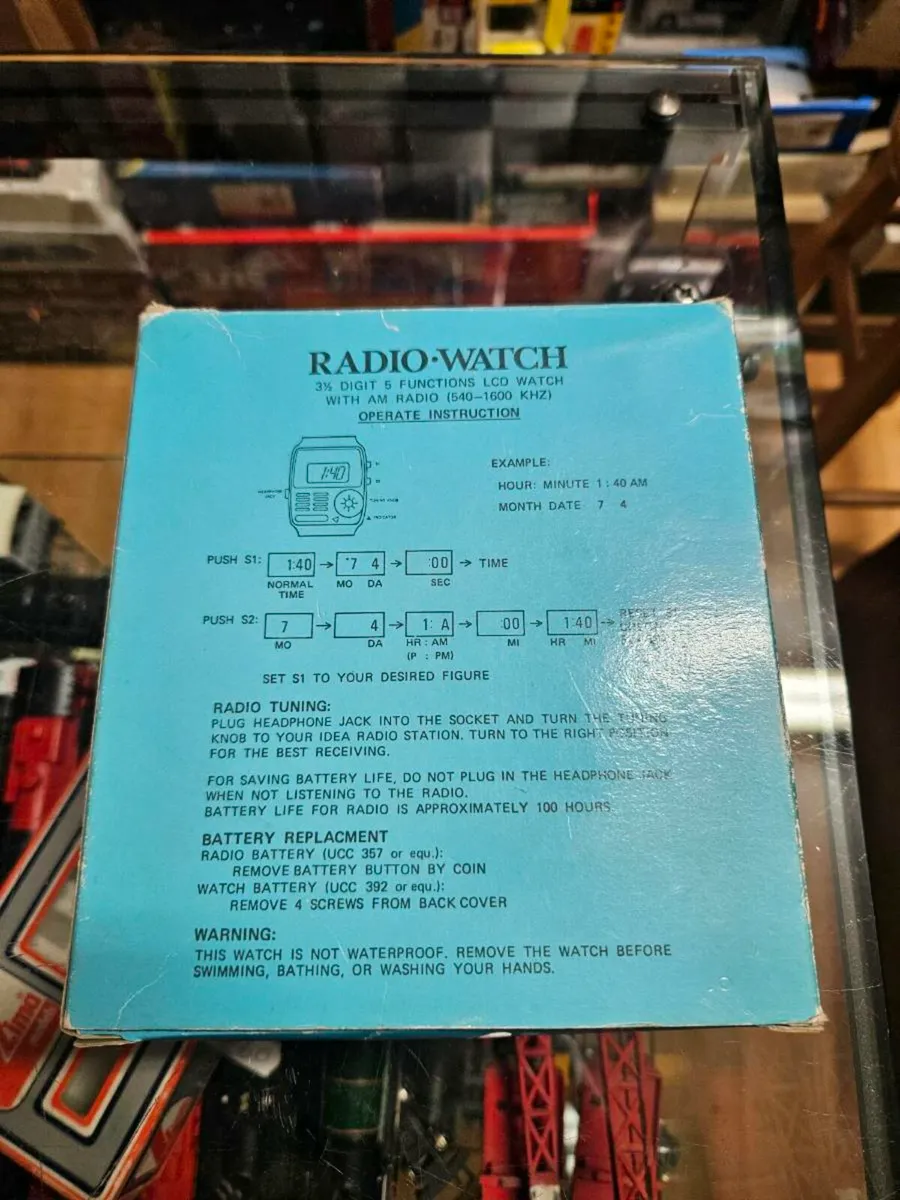 RADIO·WATCH
3½ DIGIT 5 FUNCTIONS LCD WATCH
WITH AM RADIO (540–1600 KHZ)
OPERATE INSTRUCTION
1:40
EXAMPLE:
HOUR: MINUTE 1 : 40 AM
MONTH DATE 7 4
PUSH S1: 1:40 → 7 4 → :00 → TIME
NORMAL MO DA SEC
TIME
PUSH S2: 7 → 4 → 1: A → :00 → 1:40 →
MO DA HR : AM MI HR MI
(P : PM)
SET S1 TO YOUR DESIRED FIGURE
RADIO TUNING:
PLUG HEADPHONE JACK INTO THE SOCKET AND TURN THE TUNING
KNOB TO YOUR IDEA RADIO STATION. TURN TO THE RIGHT POSITION
FOR THE BEST RECEIVING.
FOR SAVING BATTERY LIFE, DO NOT PLUG IN THE HEADPHONE JACK
WHEN NOT LISTENING TO THE RADIO.
BATTERY LIFE FOR RADIO IS APPROXIMATELY 100 HOURS
BATTERY REPLACMENT
RADIO BATTERY (UCC 357 or equ.):
REMOVE BATTERY BUTTON BY COIN
WATCH BATTERY (UCC 392 or equ.):
REMOVE 4 SCREWS FROM BACK COVER
WARNING:
THIS WATCH IS NOT WATERPROOF. REMOVE THE WATCH BEFORE
SWIMMING, BATHING, OR WASHING YOUR HANDS.
Limo